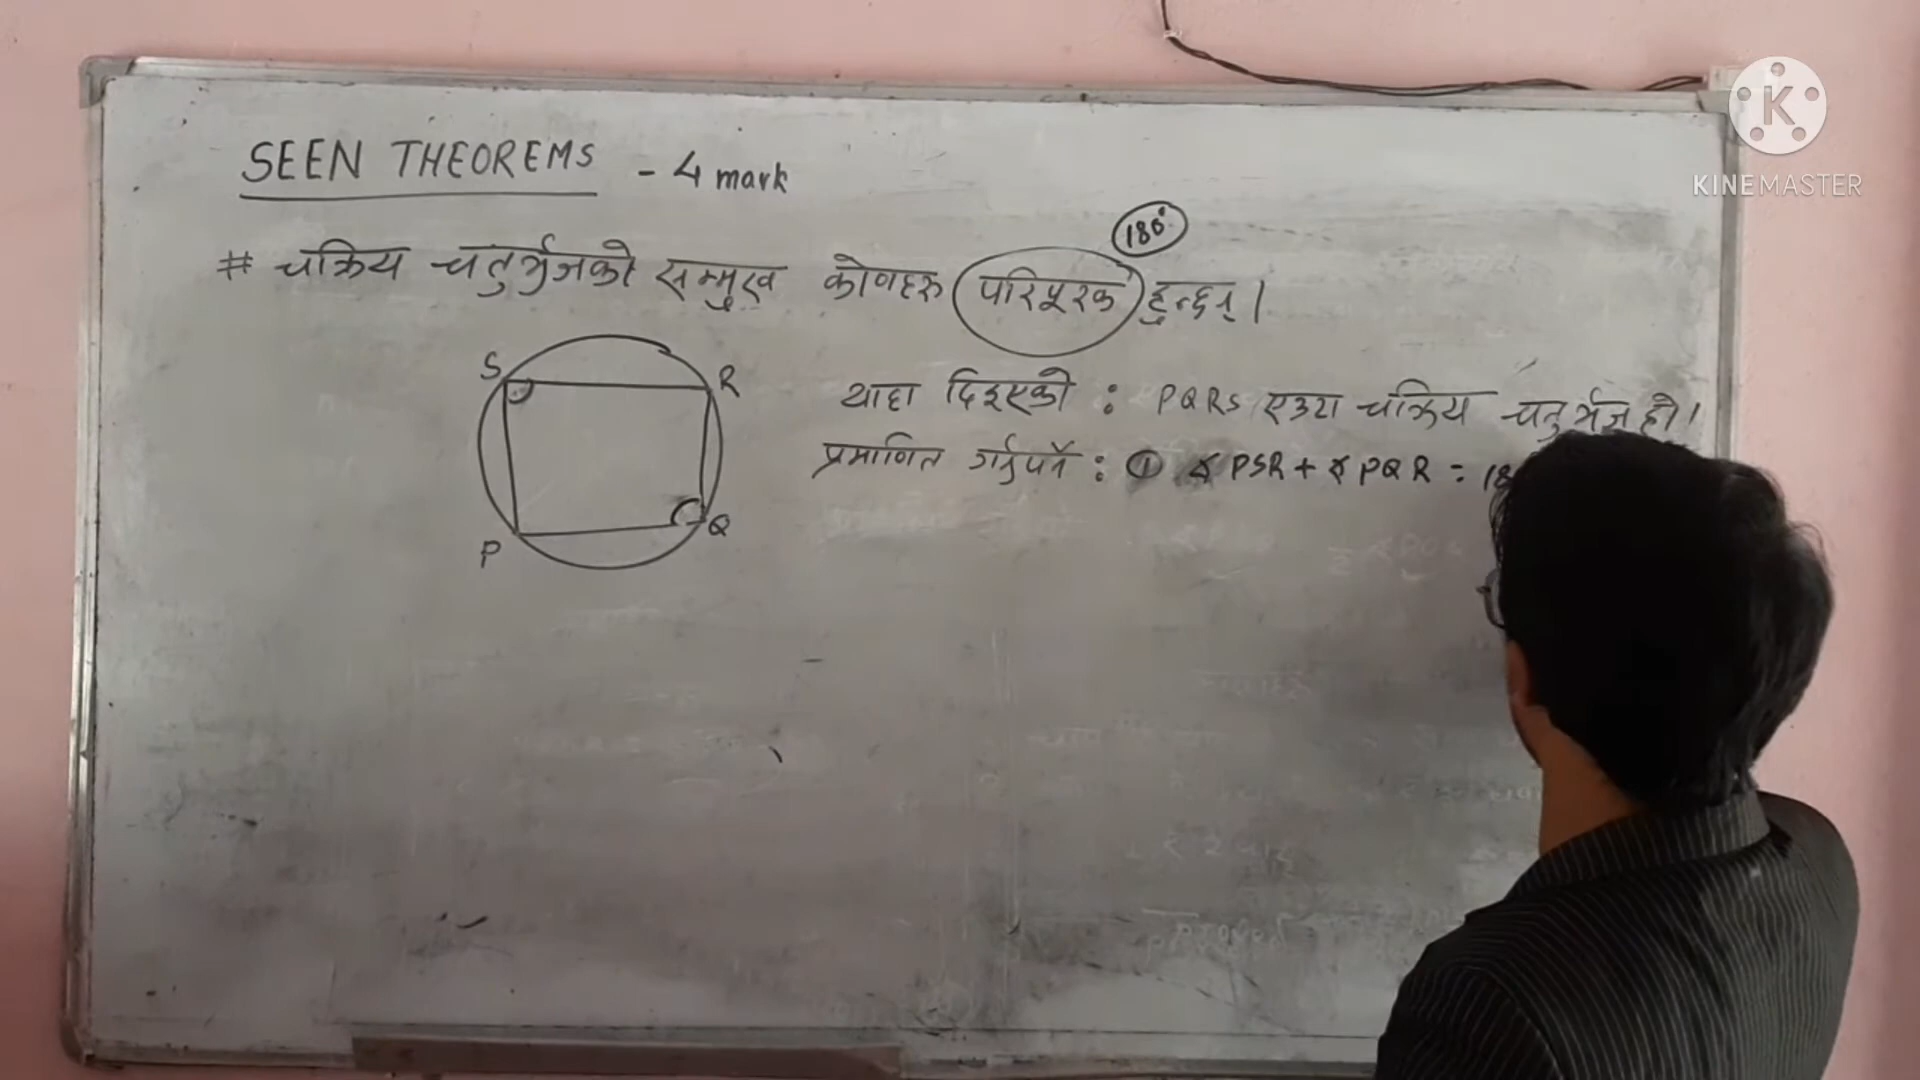 SEEN THEOREMS - 4 mark
KINEMASTER
180°
# चक्रिय चतुर्भुजको सम्मुख कोणहरु परिपूरक हुन्छन् ।
S
R
P
Q
याहा दिइएको : PQRS एउटा चक्रिय चतुर्भुज हो ।
प्रमाणित गर्नुपर्ने : ① ∡ PSR + ∡ PQR = 18